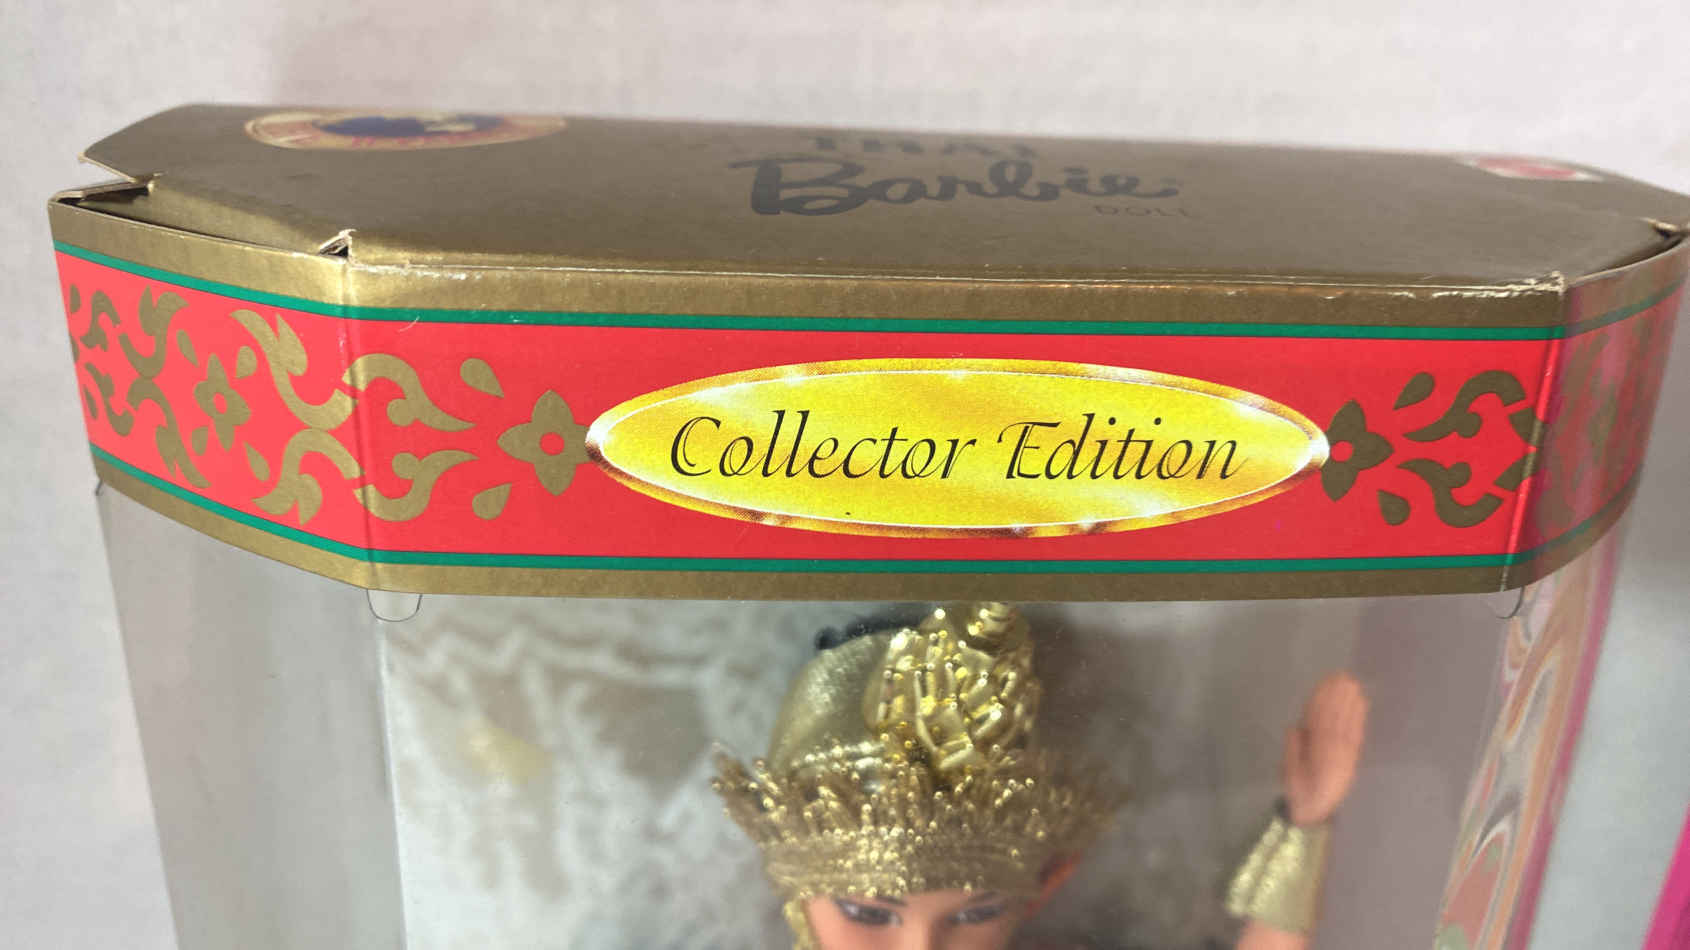 THAI
Barbie
DOLL
Collector Edition